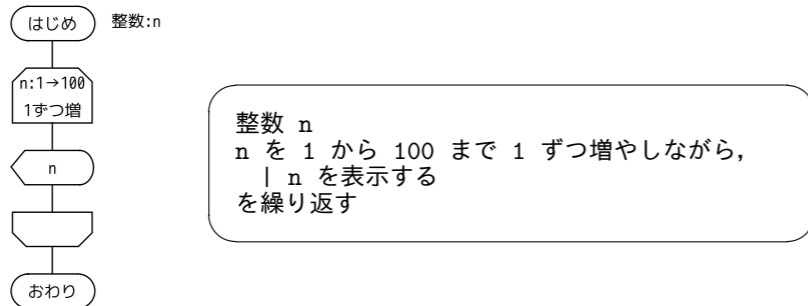 はじめ
整数:n
n:1→100
1ずつ増
n
おわり
整数 n
n を 1 から 100 まで 1 ずつ増やしながら,
| n を表示する
を繰り返す